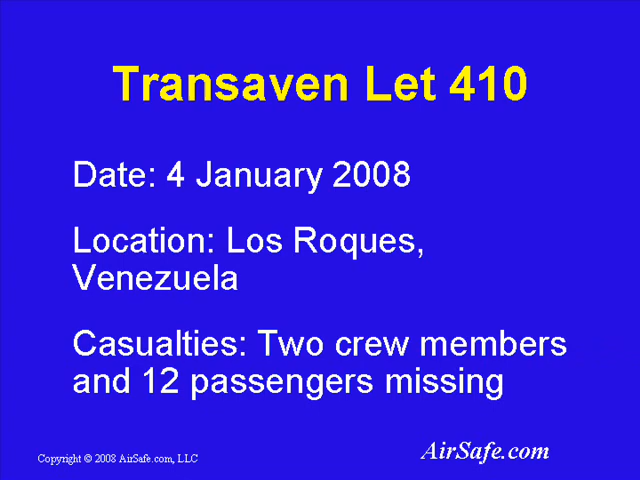 Transaven Let 410
Date: 4 January 2008
Location: Los Roques,
Venezuela
Casualties: Two crew members
and 12 passengers missing
Copyright © 2008 AirSafe.com, LLC
AirSafe.com